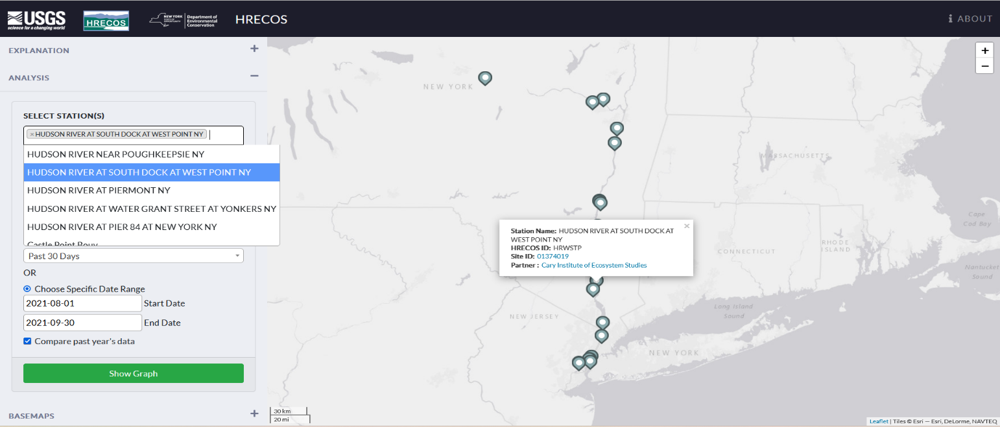 USGS
science for a changing world
HRECOS
NEW YORK
STATE OF
OPPORTUNITY
Department of
Environmental
Conservation
HRECOS
ABOUT
EXPLANATION
ANALYSIS
SELECT STATION(S)
× HUDSON RIVER AT SOUTH DOCK AT WEST POINT NY
HUDSON RIVER NEAR POUGHKEEPSIE NY
HUDSON RIVER AT SOUTH DOCK AT WEST POINT NY
HUDSON RIVER AT PIERMONT NY
HUDSON RIVER AT WATER GRANT STREET AT YONKERS NY
HUDSON RIVER AT PIER 84 AT NEW YORK NY
Castle Point Buoy
Past 30 Days
OR
Choose Specific Date Range
2021-08-01 Start Date
2021-09-30 End Date
Compare past year's data
Show Graph
BASEMAPS
+
−
NEW YORK
MASSACHUSETTS
Cape
Cod Bay
RHODE
ISLAND
CONNECTICUT
Nantucket
Sound
Long Island
Sound
NEW JERSEY
NEW YORK
×
Station Name: HUDSON RIVER AT SOUTH DOCK AT
WEST POINT NY
HRECOS ID: HRWSTP
Site ID: 01374019
Partner : Cary Institute of Ecosystem Studies
30 km
20 mi
Leaflet | Tiles © Esri — Esri, DeLorme, NAVTEQ